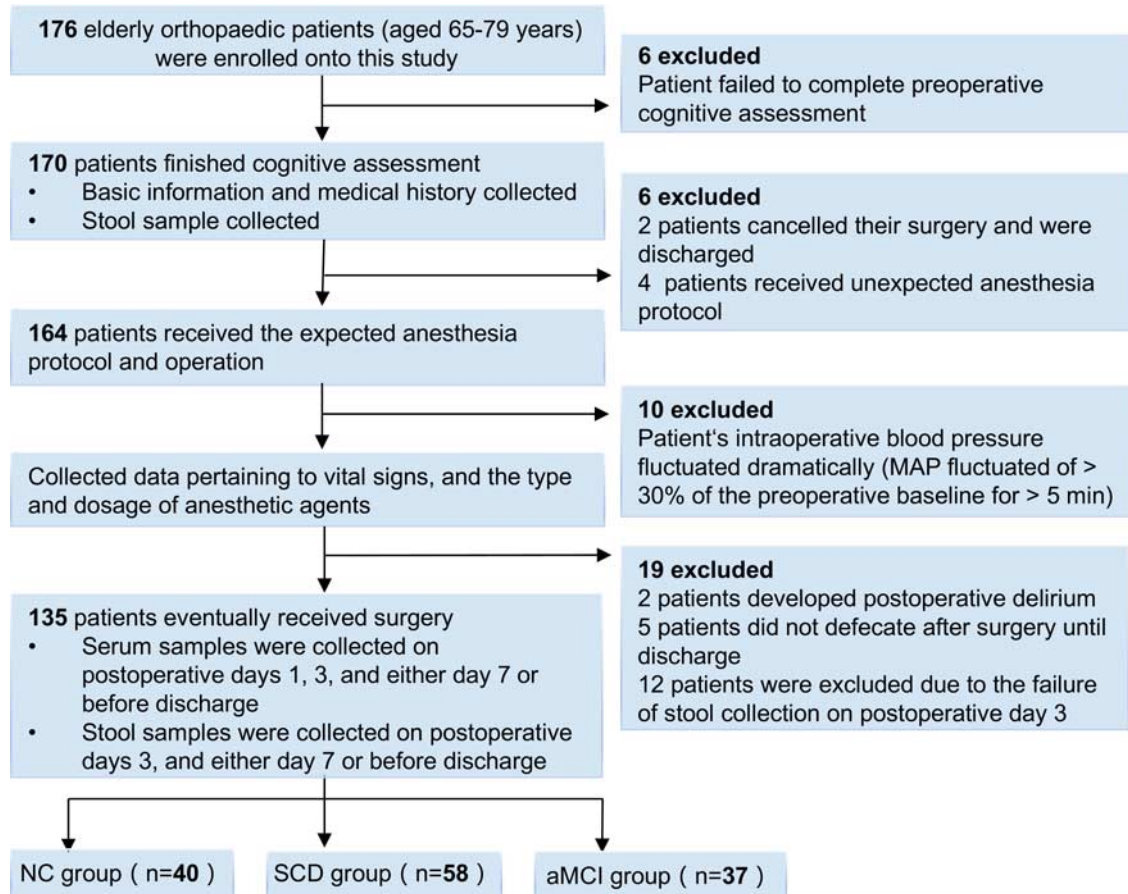 176 elderly orthopaedic patients (aged 65-79 years)
were enrolled onto this study
6 excluded
Patient failed to complete preoperative
cognitive assessment
170 patients finished cognitive assessment
• Basic information and medical history collected
• Stool sample collected
6 excluded
2 patients cancelled their surgery and were
discharged
4 patients received unexpected anesthesia
protocol
164 patients received the expected anesthesia
protocol and operation
10 excluded
Patient‘s intraoperative blood pressure
fluctuated dramatically (MAP fluctuated of >
30% of the preoperative baseline for > 5 min)
Collected data pertaining to vital signs, and the type
and dosage of anesthetic agents
19 excluded
2 patients developed postoperative delirium
5 patients did not defecate after surgery until
discharge
12 patients were excluded due to the failure
of stool collection on postoperative day 3
135 patients eventually received surgery
• Serum samples were collected on
postoperative days 1, 3, and either day 7 or
before discharge
• Stool samples were collected on postoperative
days 3, and either day 7 or before discharge
NC group ( n=40 )
SCD group ( n=58 )
aMCI group ( n=37 )